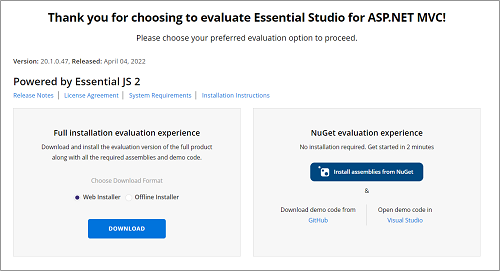 Thank you for choosing to evaluate Essential Studio for ASP.NET MVC!
Please choose your preferred evaluation option to proceed.
Version: 20.1.0.47, Released: April 04, 2022
Powered by Essential JS 2
Release Notes | License Agreement | System Requirements | Installation Instructions
Full installation evaluation experience
Download and install the evaluation version of the full product
along with all the required assemblies and demo code.
Choose Download Format
Web Installer Offline Installer
DOWNLOAD
NuGet evaluation experience
No installation required. Get started in 2 minutes
Install assemblies from NuGet
&
Download demo code from
GitHub
Open demo code in
Visual Studio